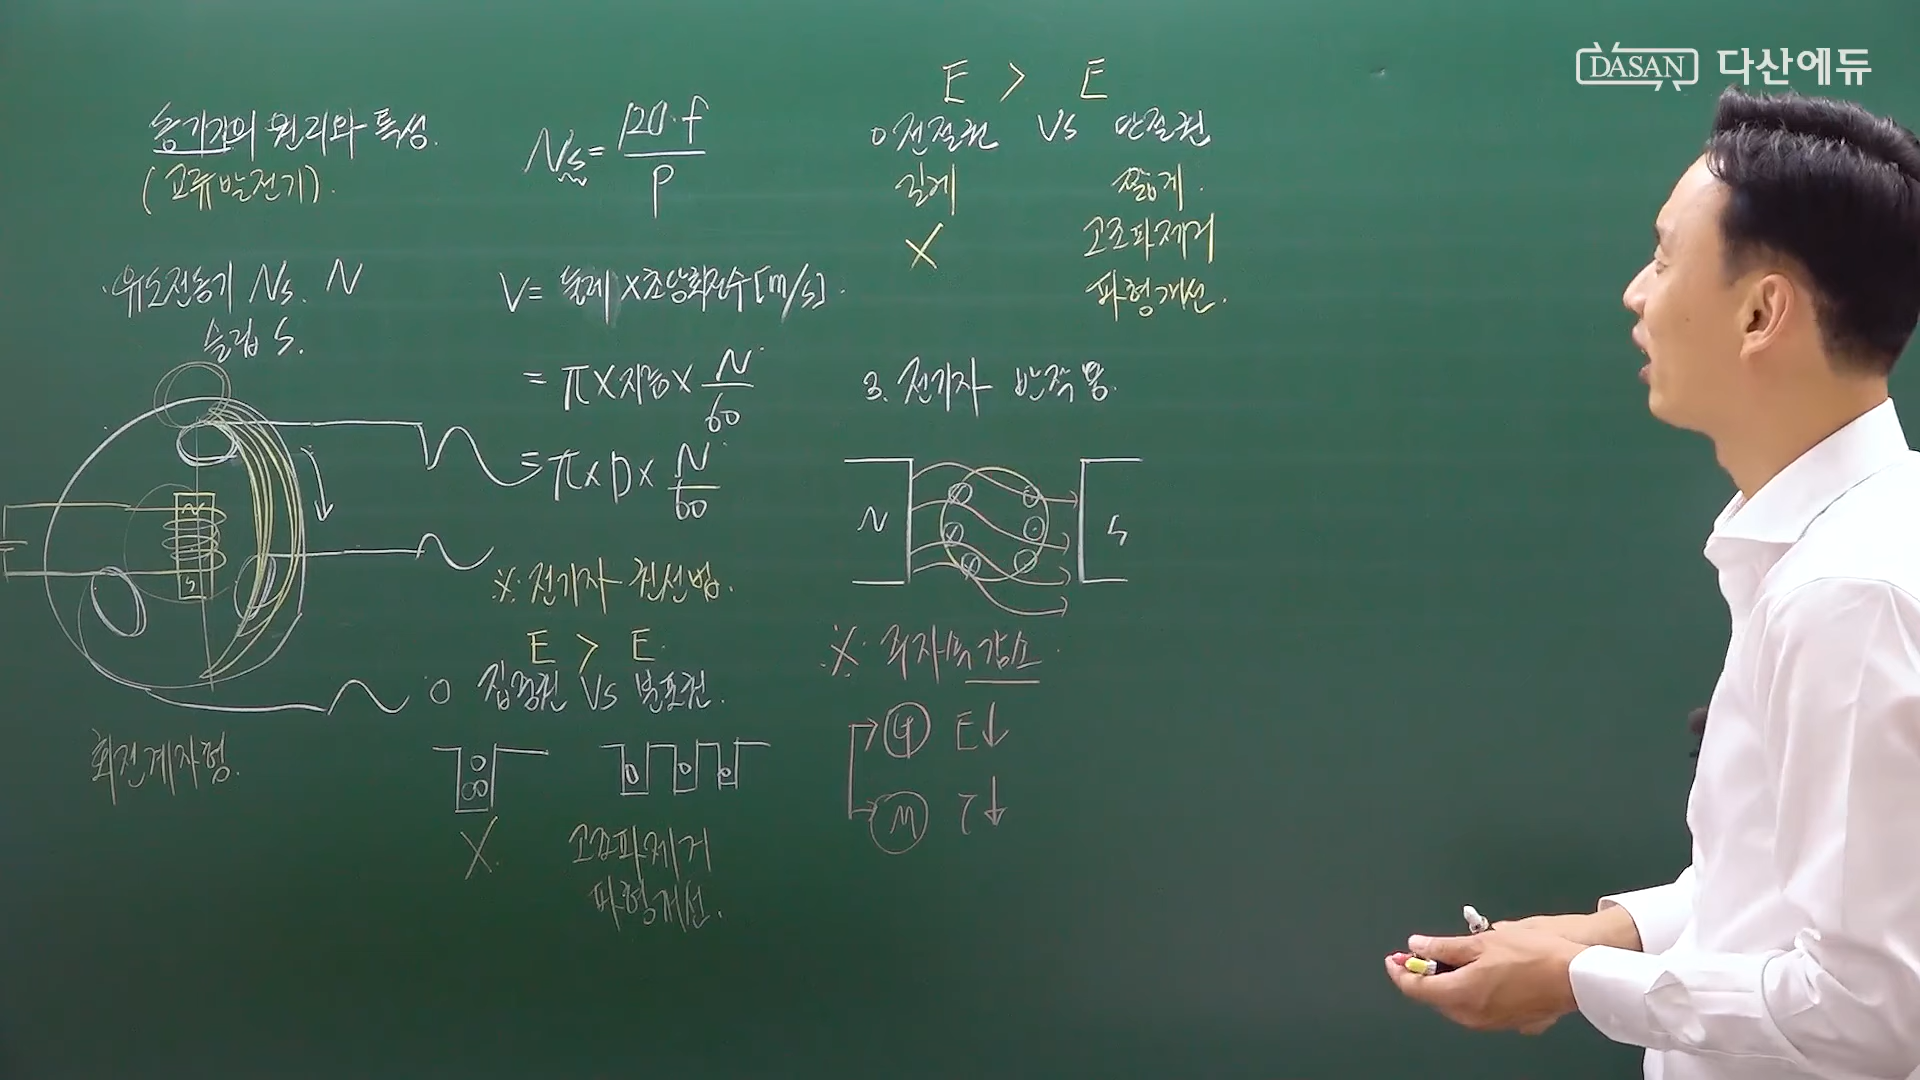 DASAN 다산에듀
동기기의 원리와 특성.
(교류발전기).
·유도전동기 Ns. N
슬립 S.
N
S
회전계자형.
Ns = 120·f / P
V = 둘레 × 초당회전수 [m/s].
= π × 지름 × N / 60
= π × D × N / 60
※. 전기자 권선법.
E > E.
○ 집중권 VS 분포권.
X.
고조파제거
파형개선.
E > E
○ 전절권 VS 단절권
길게
짧게.
X
고조파제거
파형개선.
3. 전기자 반작용.
N
S
※. 주자속 감소.
G E↓
M τ↓